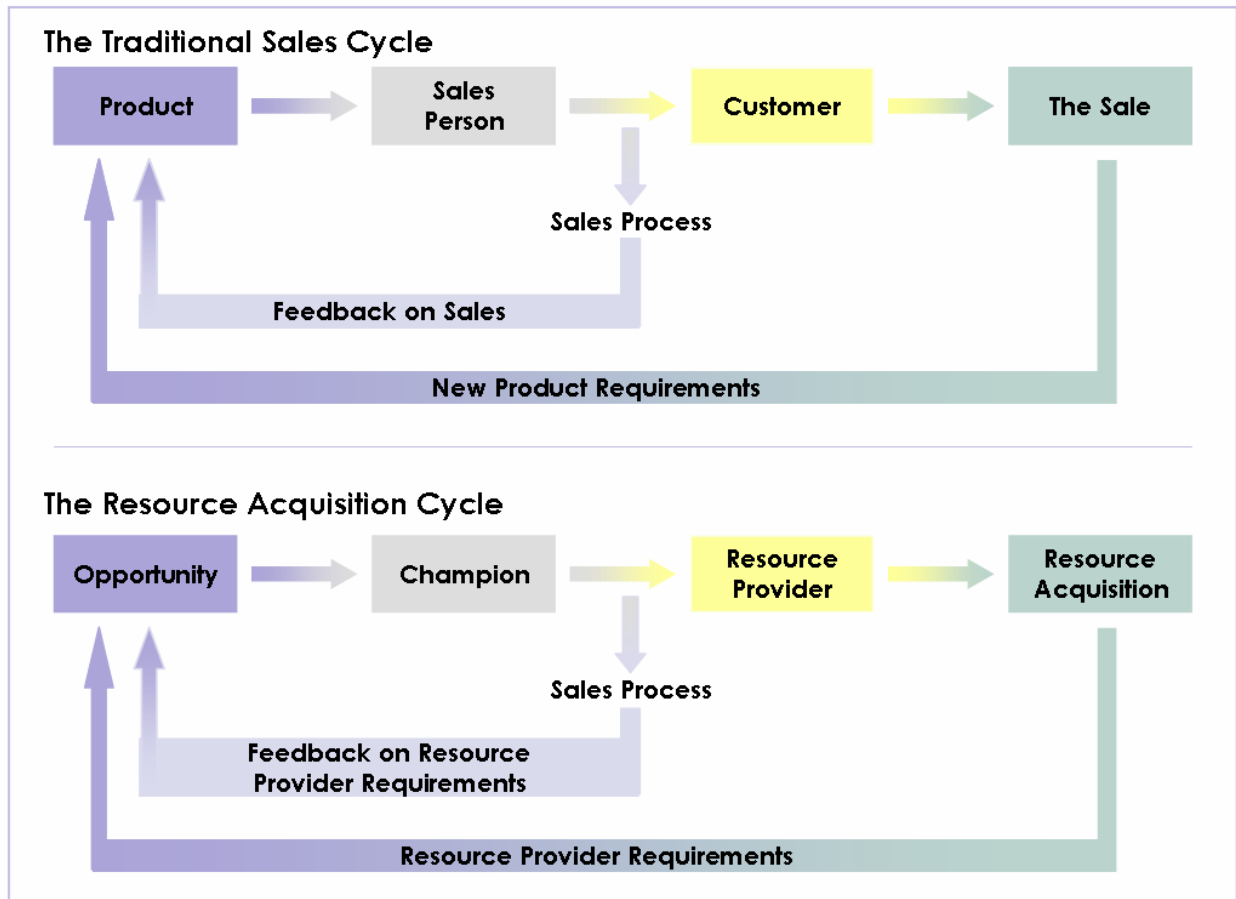 The Traditional Sales Cycle
Product
Sales
Person
Customer
The Sale
Sales Process
Feedback on Sales
New Product Requirements
The Resource Acquisition Cycle
Opportunity
Champion
Resource
Provider
Resource
Acquisition
Sales Process
Feedback on Resource
Provider Requirements
Resource Provider Requirements